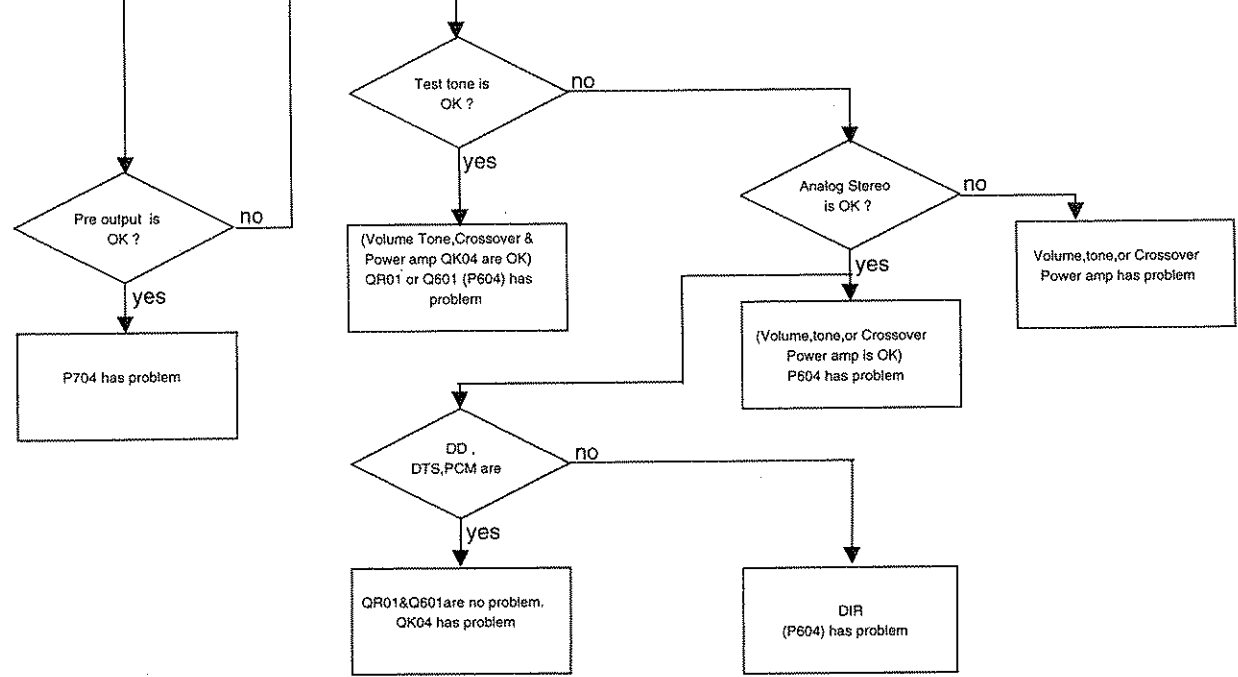 Test tone is
OK ?
no
yes
Analog Stereo
is OK ?
no
yes
Pre output is
OK ?
no
yes
(Volume Tone,Crossover &
Power amp QK04 are OK)
QR01 or Q601 (P604) has
problem
Volume,tone,or Crossover
Power amp has problem
(Volume,tone,or Crossover
Power amp is OK)
P604 has problem
P704 has problem
DD ,
DTS,PCM are
no
yes
QR01&Q601are no problem.
QK04 has problem
DIR
(P604) has problem